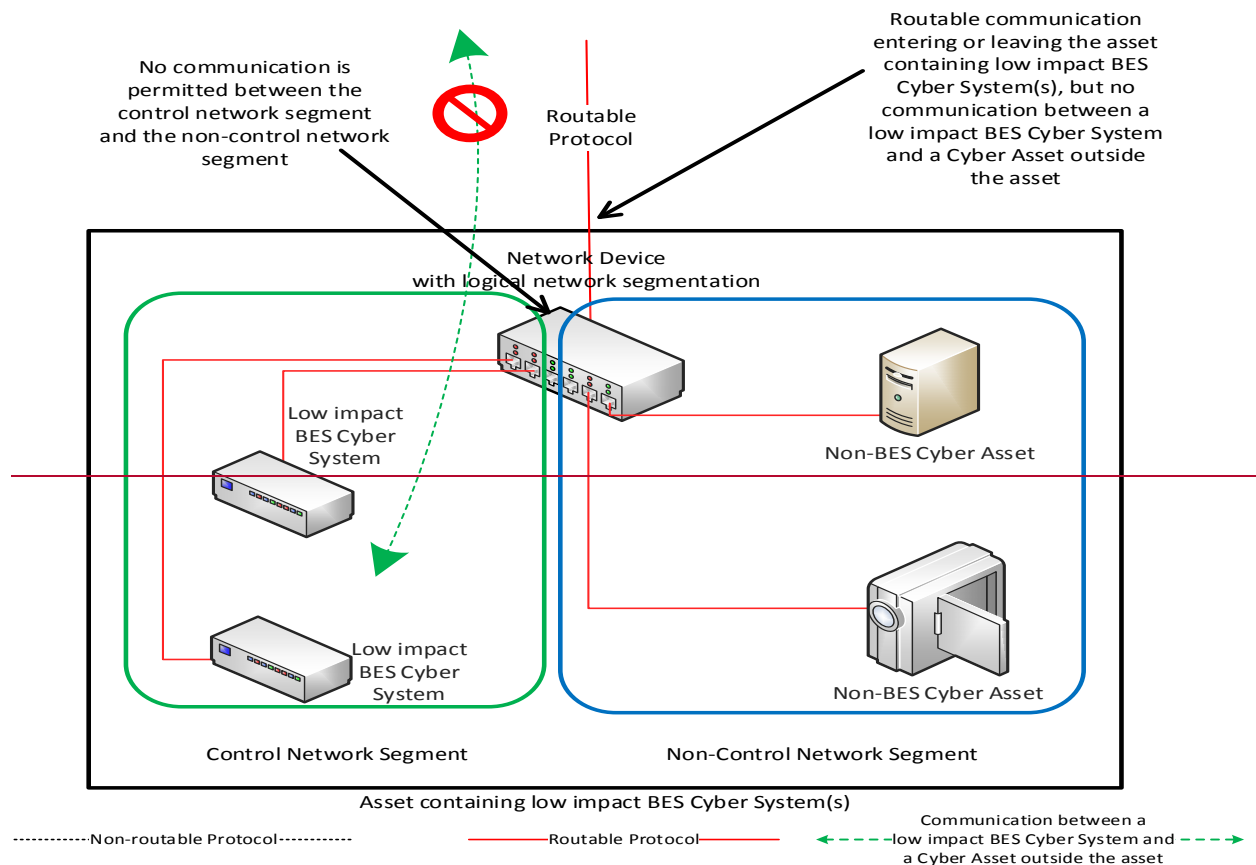 No communication is
permitted between the
control network segment
and the non-control network
segment
Routable
Protocol
Routable communication
entering or leaving the asset
containing low impact BES
Cyber System(s), but no
communication between a
low impact BES Cyber System
and a Cyber Asset outside
the asset
Network Device
with logical network segmentation
Low impact
BES Cyber
System
Non-BES Cyber Asset
Low impact
BES Cyber
System
Non-BES Cyber Asset
Control Network Segment
Non-Control Network Segment
Asset containing low impact BES Cyber System(s)
Non-routable Protocol
Routable Protocol
Communication between a
low impact BES Cyber System and
a Cyber Asset outside the asset